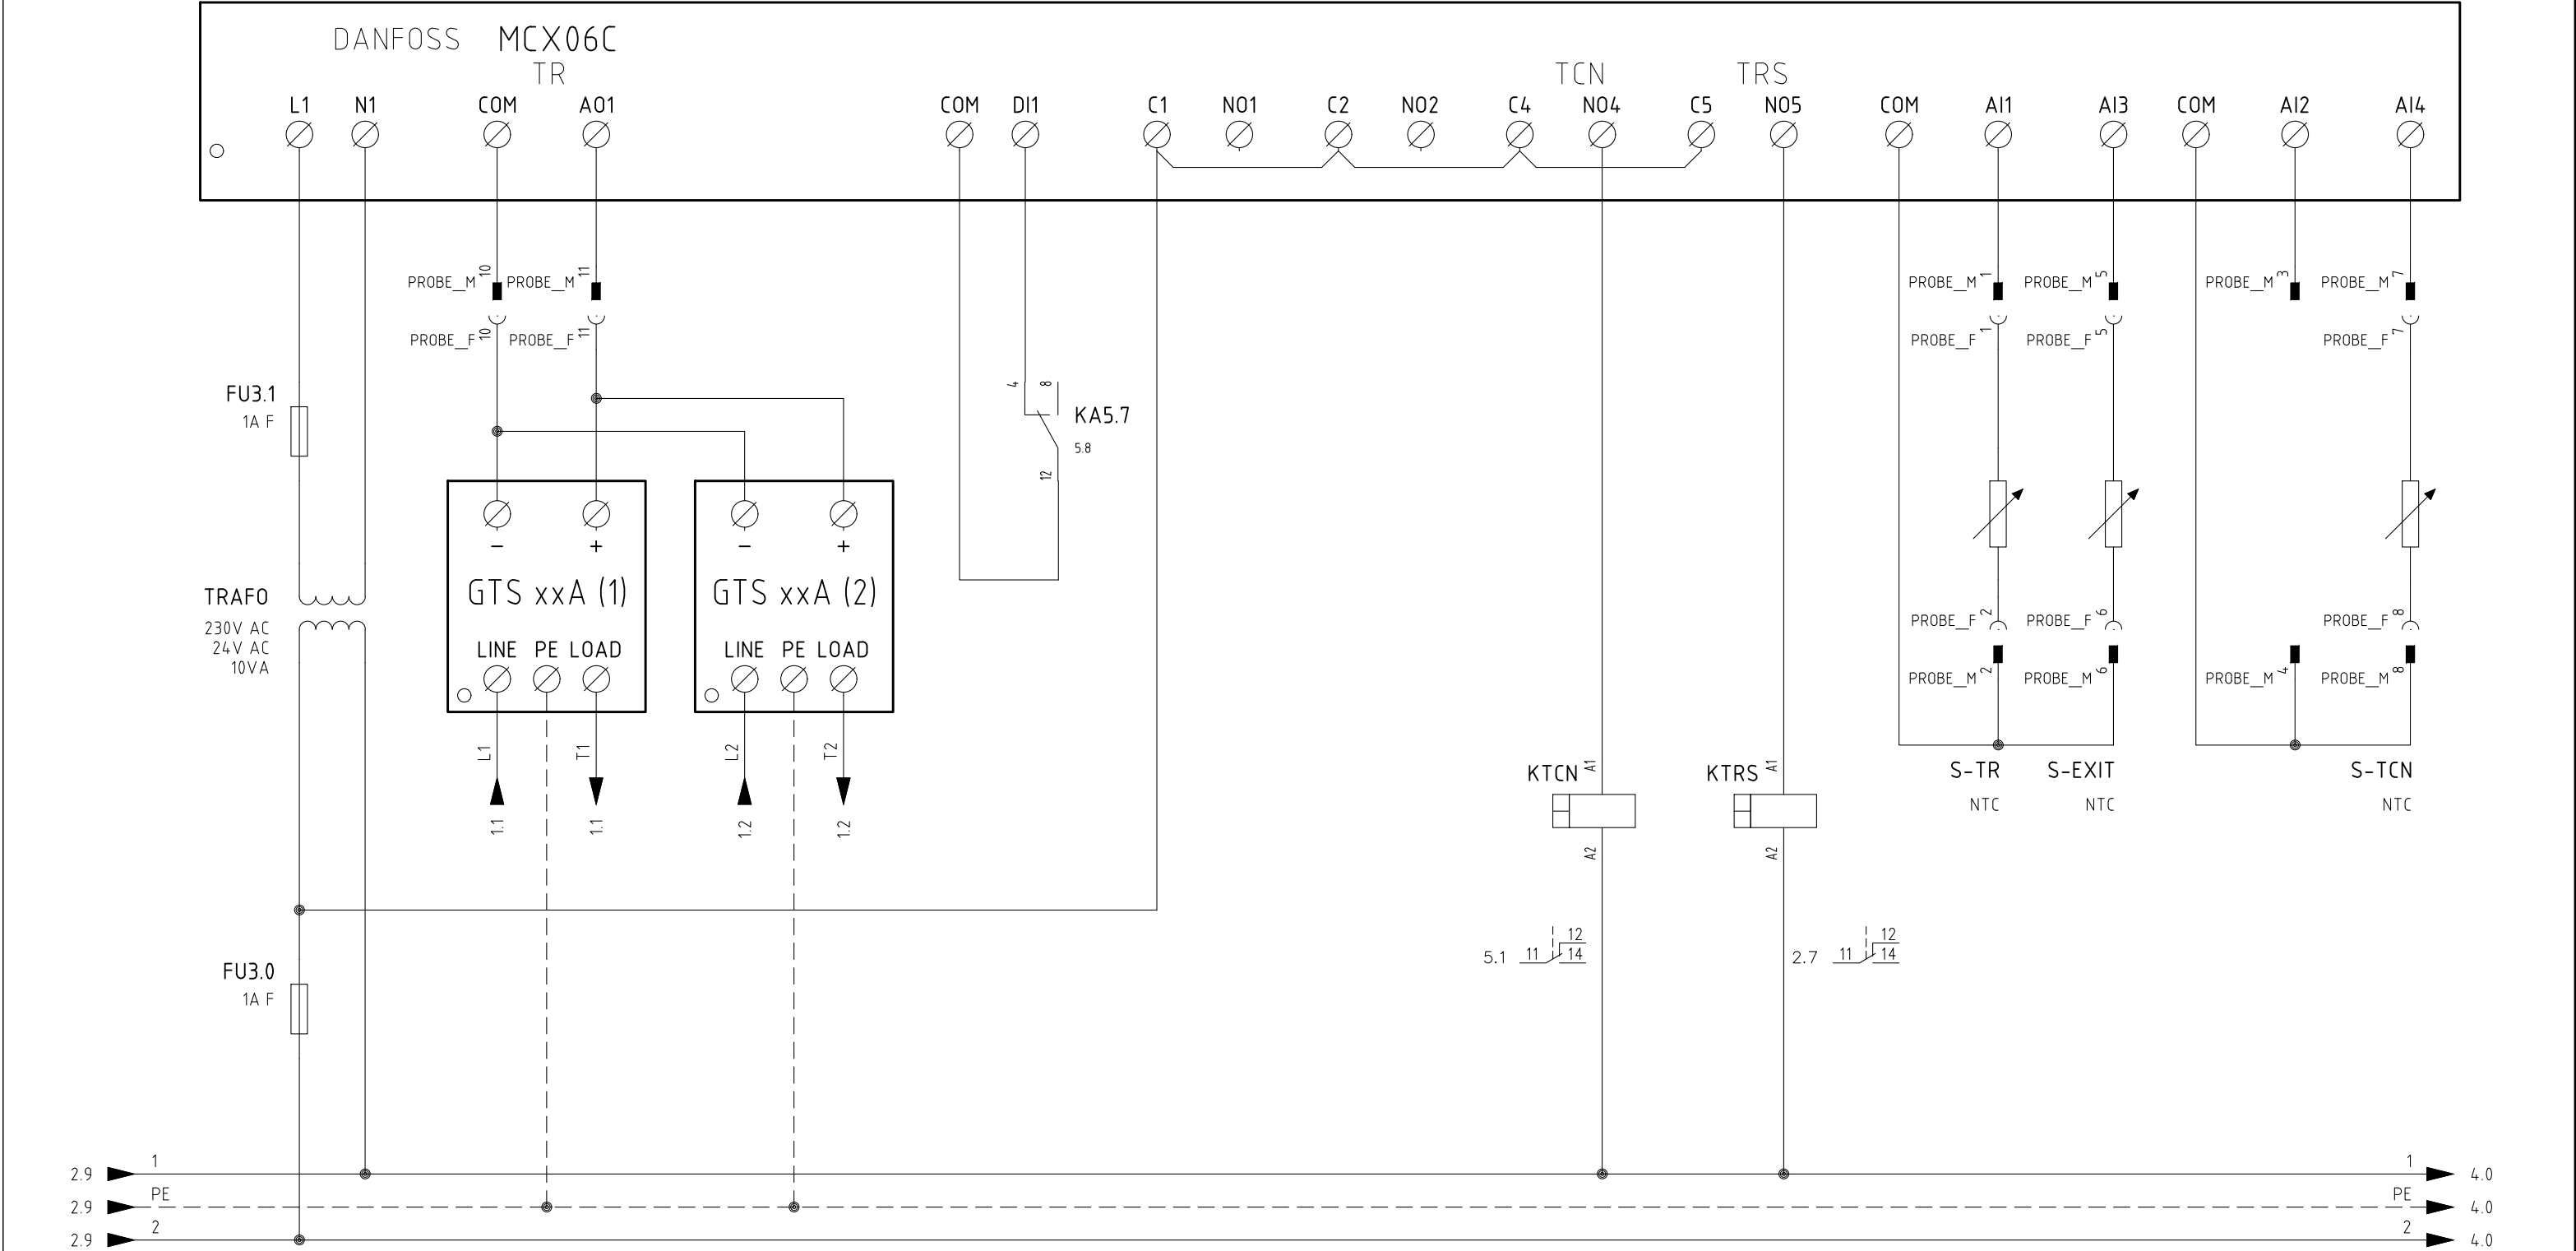 DANFOSS MCX06C
TR TCN TRS
L1 N1 COM AO1 COM DI1 C1 NO1 C2 NO2 C4 NO4 C5 NO5 COM AI1 AI3 COM AI2 AI4
PROBE_M 10 PROBE_M 11 PROBE_M 1 PROBE_M 5 PROBE_M 3 PROBE_M 7
PROBE_F 10 PROBE_F 11 PROBE_F 1 PROBE_F 5 PROBE_F 7
FU3.1
1A F
4 8
KA5.7
5.8
12
- + - +
GTS xxA (1) GTS xxA (2)
TRAFO
230V AC
24V AC
10VA
LINE PE LOAD LINE PE LOAD
PROBE_F 2 PROBE_F 6 PROBE_F 8
PROBE_M 2 PROBE_M 6 PROBE_M 4 PROBE_M 8
L1 T1 L2 T2
1.1 1.1 1.2 1.2
KTCN A1 KTRS A1
A2 A2
S-TR S-EXIT S-TCN
NTC NTC NTC
5.1 11 12 14
2.7 11 12 14
FU3.0
1A F
2.9 1 1 4.0
2.9 PE PE 4.0
2.9 2 2 4.0